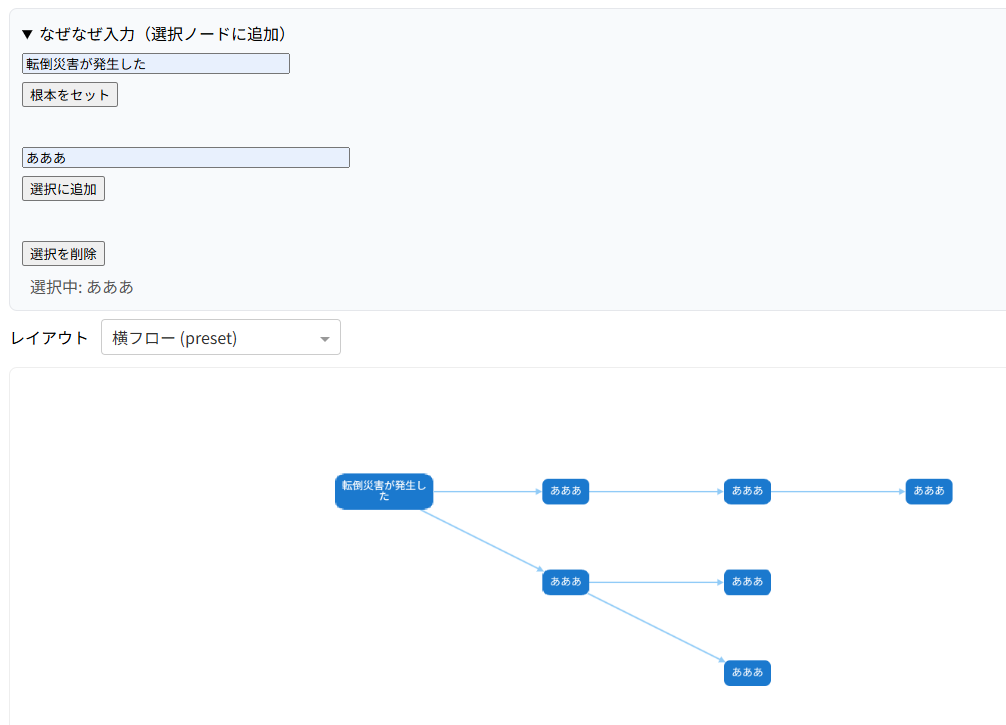 ▼ なぜなぜ入力（選択ノードに追加）
転倒災害が発生した
根本をセット
あああ
選択に追加
選択を削除
選択中: あああ
レイアウト 横フロー (preset)
転倒災害が発生し
た
あああ
あああ
あああ
あああ
あああ
あああ